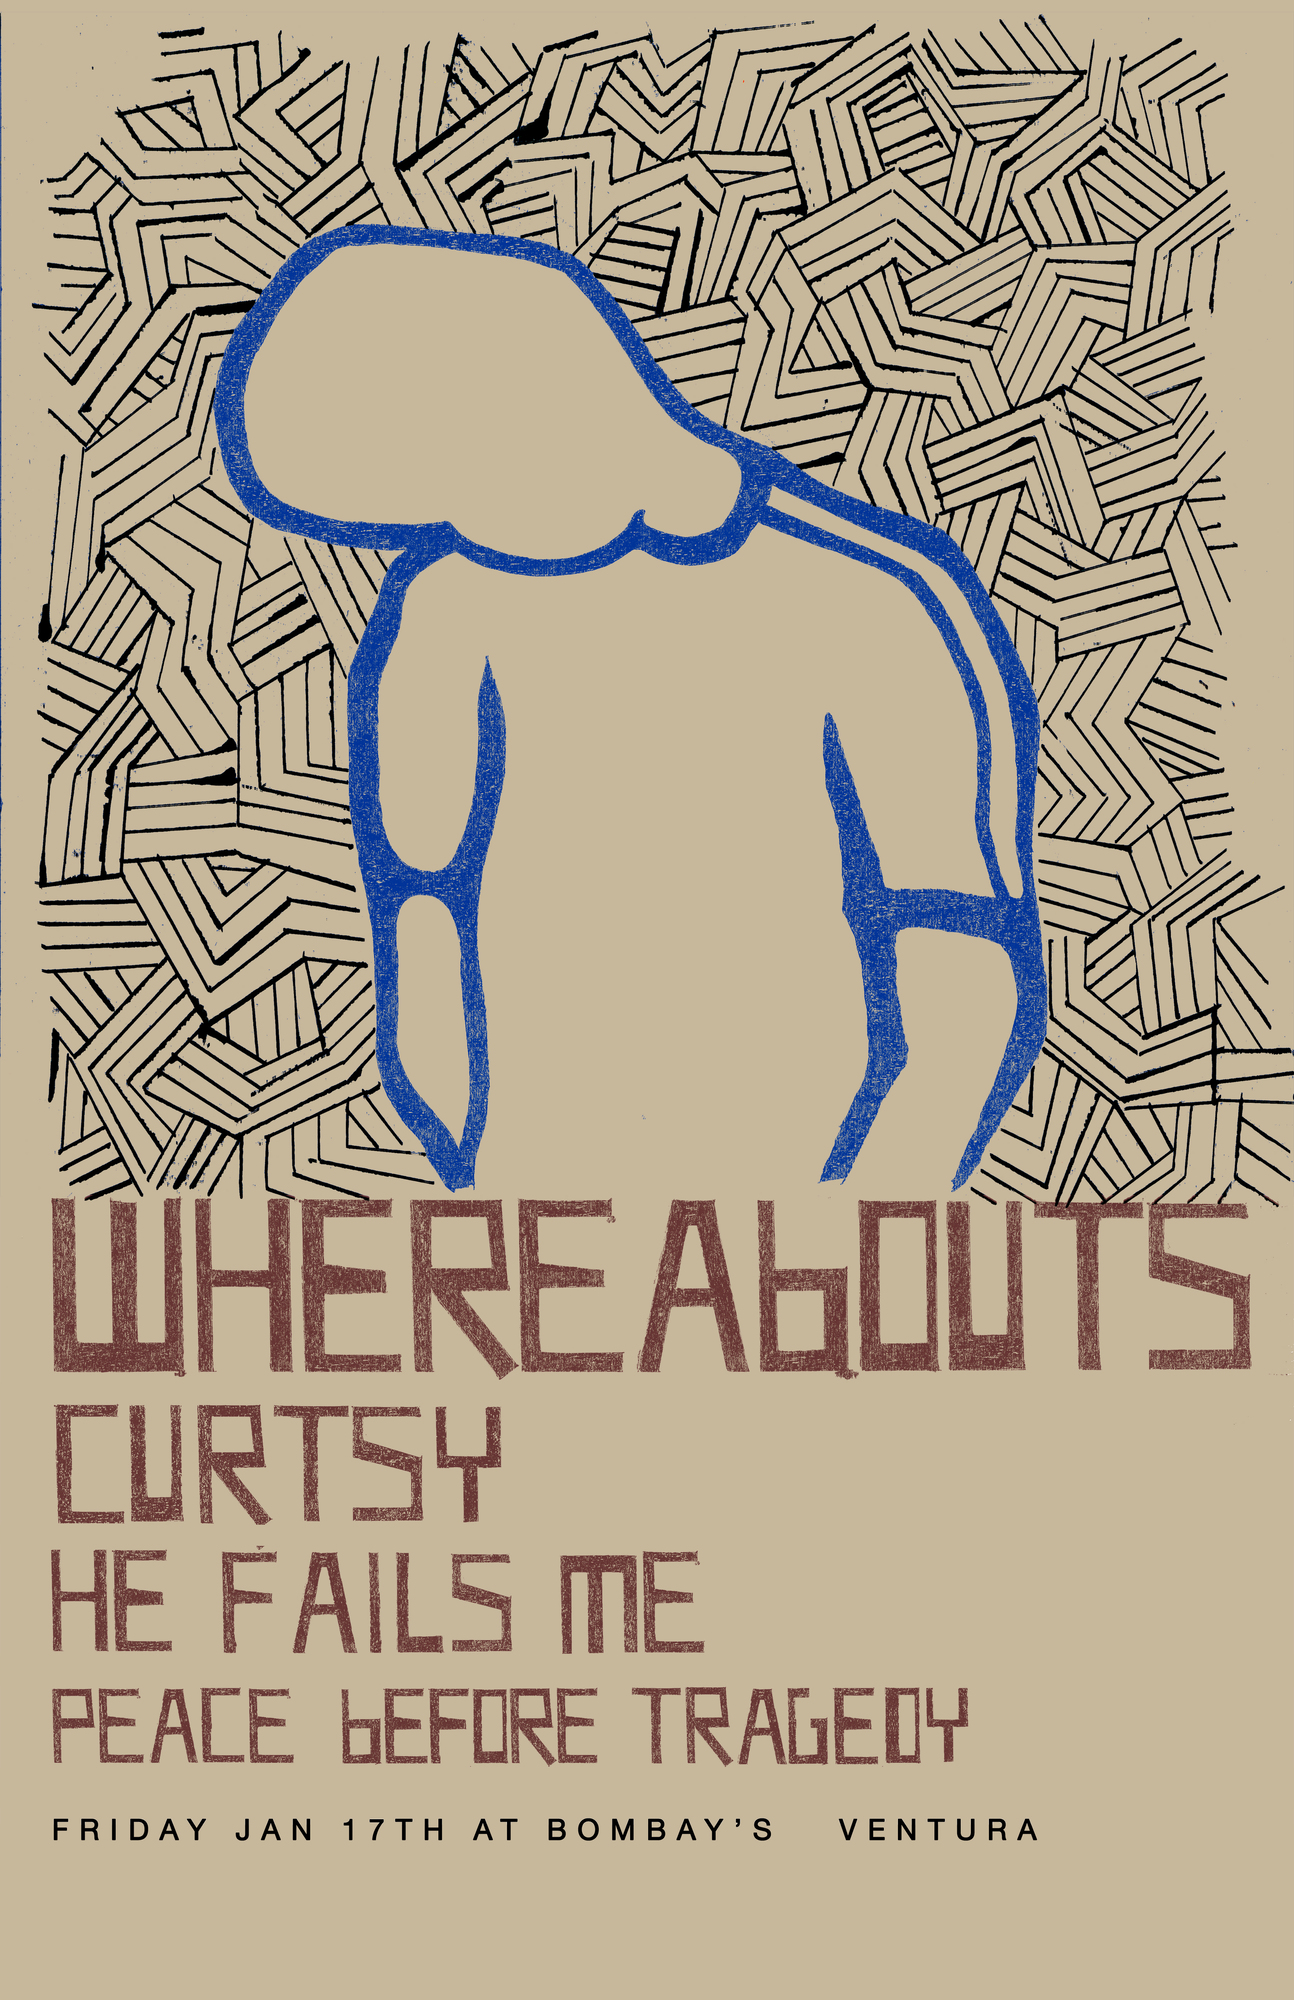 WHEREAbOUTS
CURTSY
HE FAILS ME
PEACE bEFORE TRAGEDY
FRIDAY JAN 17TH AT BOMBAY’S VENTURA